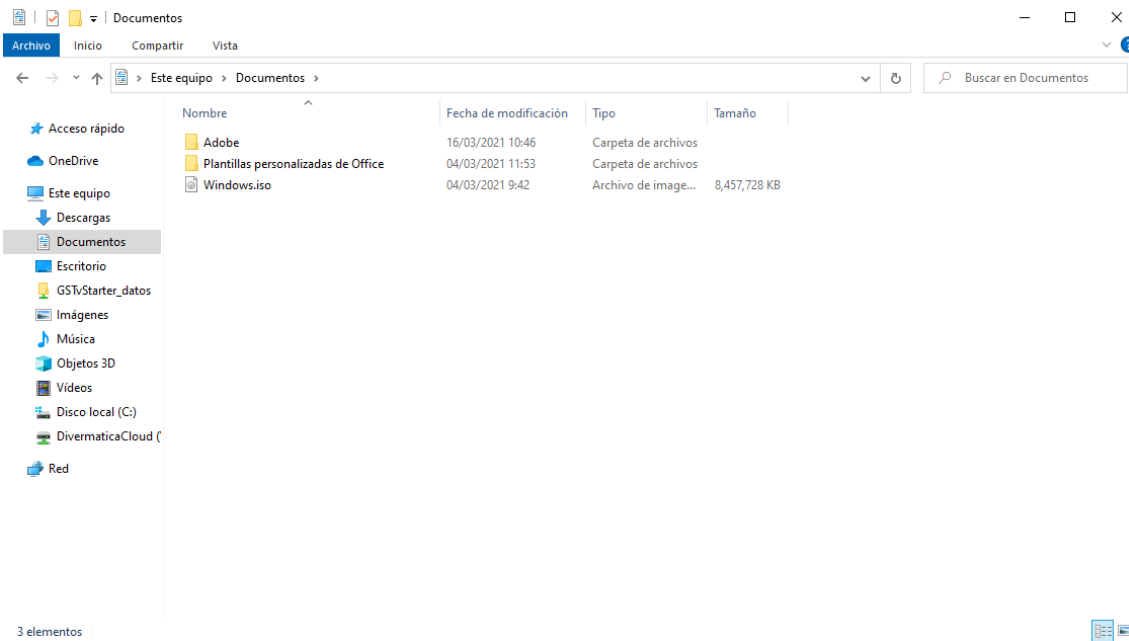 Documentos
Archivo Inicio Compartir Vista
Este equipo Documentos Buscar en Documentos
Nombre Fecha de modificación Tipo Tamaño
Acceso rápido
OneDrive
Este equipo
Descargas
Documentos
Escritorio
GSTvStarter_datos
Imágenes
Música
Objetos 3D
Vídeos
Disco local (C:)
DivermaticaCloud (
Red
Adobe 16/03/2021 10:46 Carpeta de archivos
Plantillas personalizadas de Office 04/03/2021 11:53 Carpeta de archivos
Windows.iso 04/03/2021 9:42 Archivo de image... 8,457,728 KB
3 elementos